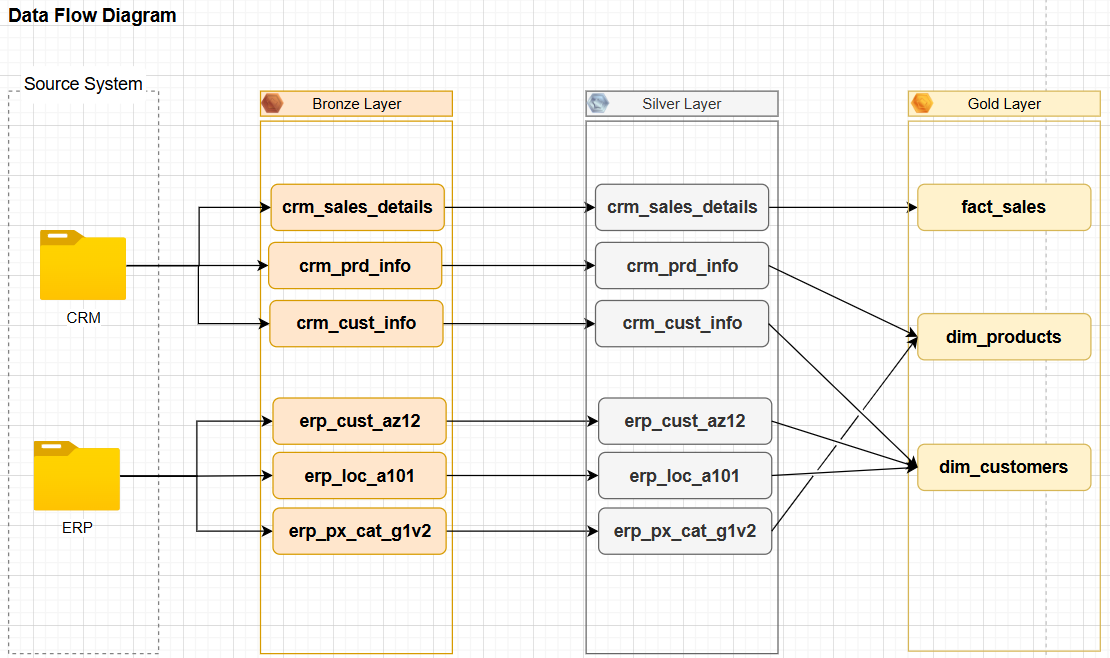 Data Flow Diagram
Source System
Bronze Layer
Silver Layer
Gold Layer
crm_sales_details
crm_sales_details
fact_sales
crm_prd_info
crm_prd_info
CRM
crm_cust_info
crm_cust_info
dim_products
erp_cust_az12
erp_cust_az12
dim_customers
erp_loc_a101
erp_loc_a101
ERP
erp_px_cat_g1v2
erp_px_cat_g1v2